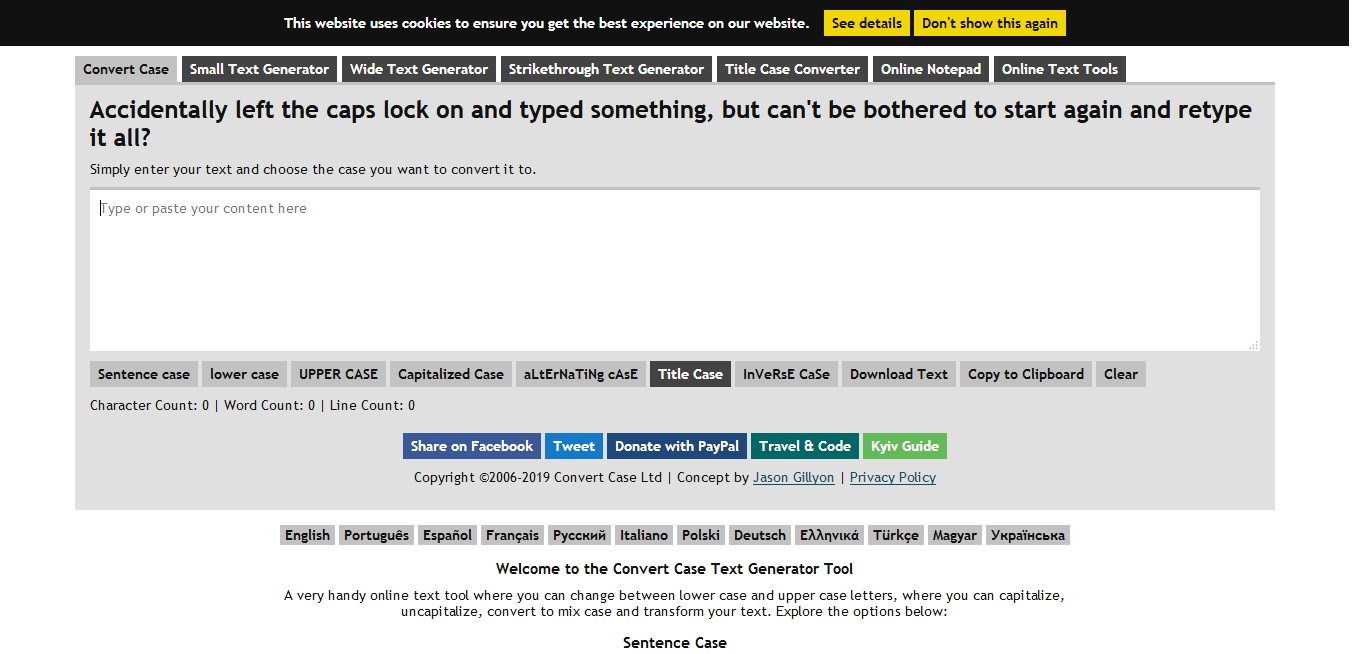 This website uses cookies to ensure you get the best experience on our website. See details Don't show this again
Convert Case Small Text Generator Wide Text Generator Strikethrough Text Generator Title Case Converter Online Notepad Online Text Tools
Accidentally left the caps lock on and typed something, but can't be bothered to start again and retype
it all?
Simply enter your text and choose the case you want to convert it to.
Type or paste your content here
Sentence case lower case UPPER CASE Capitalized Case aLtErNaTiNg cAsE Title Case InVeRsE CaSe Download Text Copy to Clipboard Clear
Character Count: 0 | Word Count: 0 | Line Count: 0
Share on Facebook Tweet Donate with PayPal Travel & Code Kyiv Guide
Copyright ©2006-2019 Convert Case Ltd | Concept by Jason Gillyon | Privacy Policy
English Português Español Français Русский Italiano Polski Deutsch Ελληνικά Türkçe Magyar Українська
Welcome to the Convert Case Text Generator Tool
A very handy online text tool where you can change between lower case and upper case letters, where you can capitalize,
uncapitalize, convert to mix case and transform your text. Explore the options below:
Sentence Case